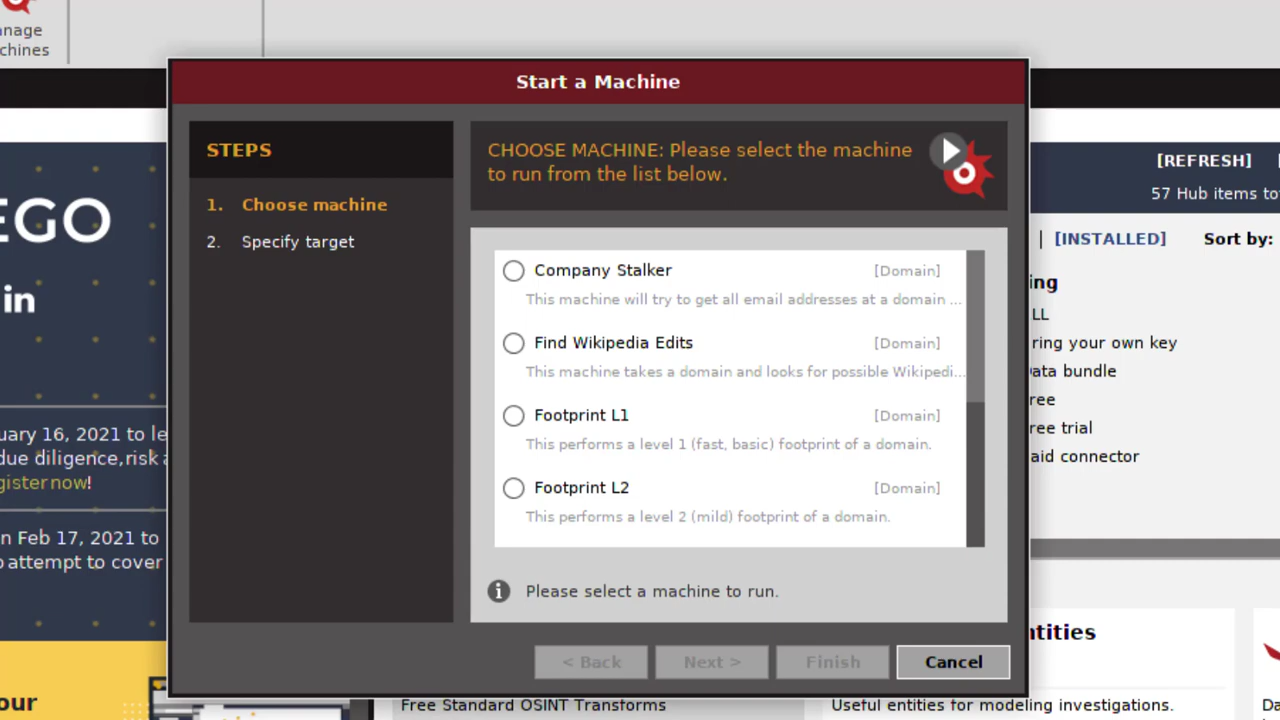 nage
chines
Start a Machine
STEPS
1. Choose machine
2. Specify target
CHOOSE MACHINE: Please select the machine
to run from the list below.
Company Stalker [Domain]
This machine will try to get all email addresses at a domain ...
Find Wikipedia Edits [Domain]
This machine takes a domain and looks for possible Wikipedi...
Footprint L1 [Domain]
This performs a level 1 (fast, basic) footprint of a domain.
Footprint L2 [Domain]
This performs a level 2 (mild) footprint of a domain.
Please select a machine to run.
< Back Next > Finish Cancel
EGO
in
uary 16, 2021 to le
due diligence, risk a
gister now!
n Feb 17, 2021 to
o attempt to cover
our
[REFRESH] [
57 Hub items to
| [INSTALLED] Sort by:
ing
LL
ring your own key
ata bundle
ree
ree trial
aid connector
ntities
Free Standard OSINT Transforms
Useful entities for modeling investigations.
Da